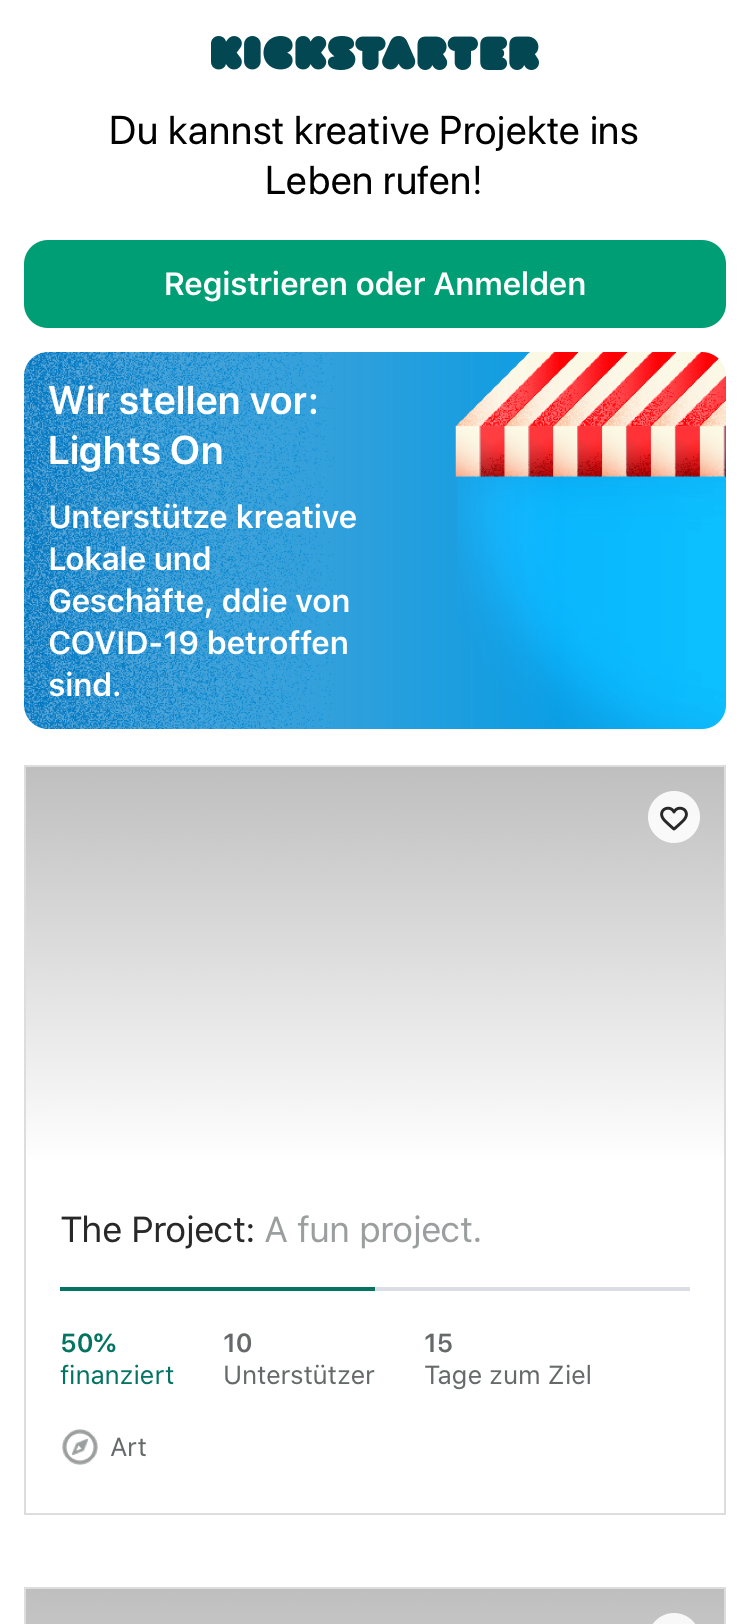 KICKSTARTER
Du kannst kreative Projekte ins
Leben rufen!
Registrieren oder Anmelden
Wir stellen vor:
Lights On
Unterstütze kreative
Lokale und
Geschäfte, ddie von
COVID-19 betroffen
sind.
The Project: A fun project.
50% 10 15
finanziert Unterstützer Tage zum Ziel
Art